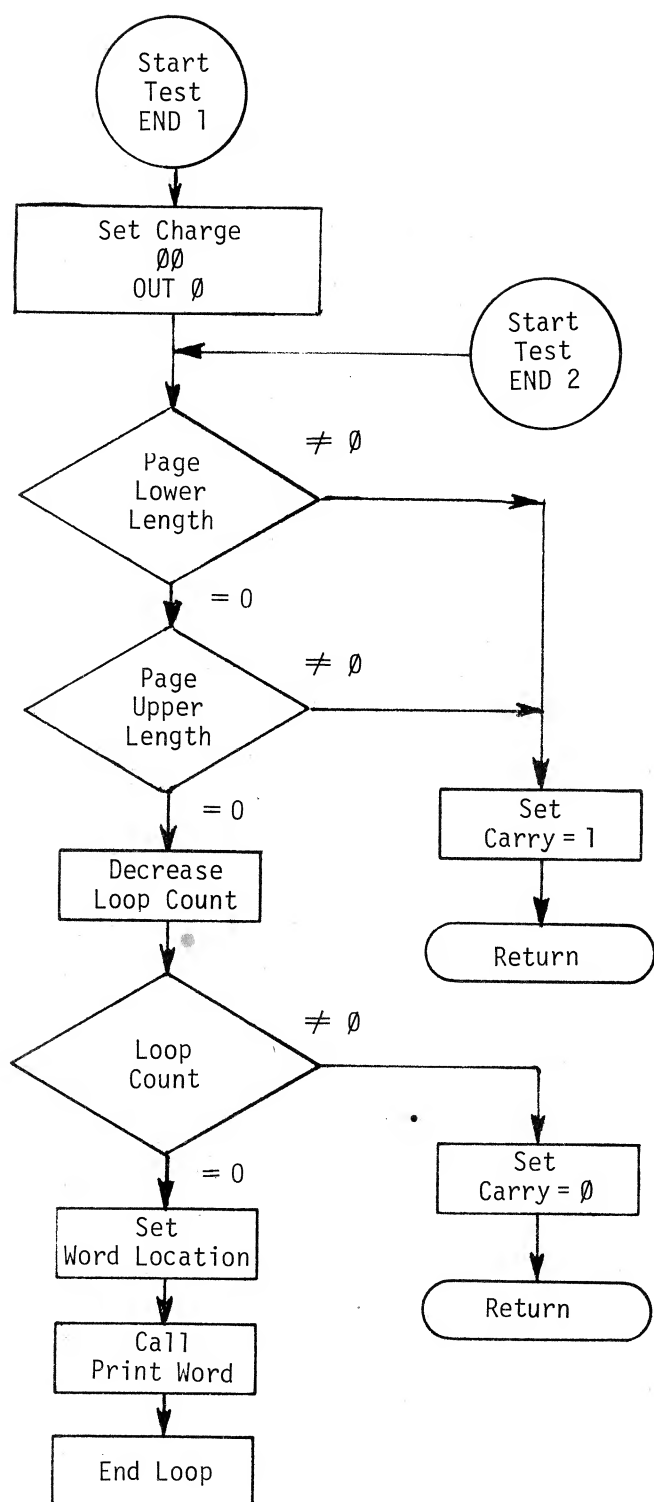 Start
Test
END 1
Set Charge
ØØ
OUT Ø
Start
Test
END 2
Page
Lower
Length
≠ Ø
= 0
Page
Upper
Length
≠ Ø
= 0
Set
Carry = 1
Decrease
Loop Count
Return
Loop
Count
≠ Ø
= 0
Set
Carry = Ø
Set
Word Location
Return
Call
Print Word
End Loop